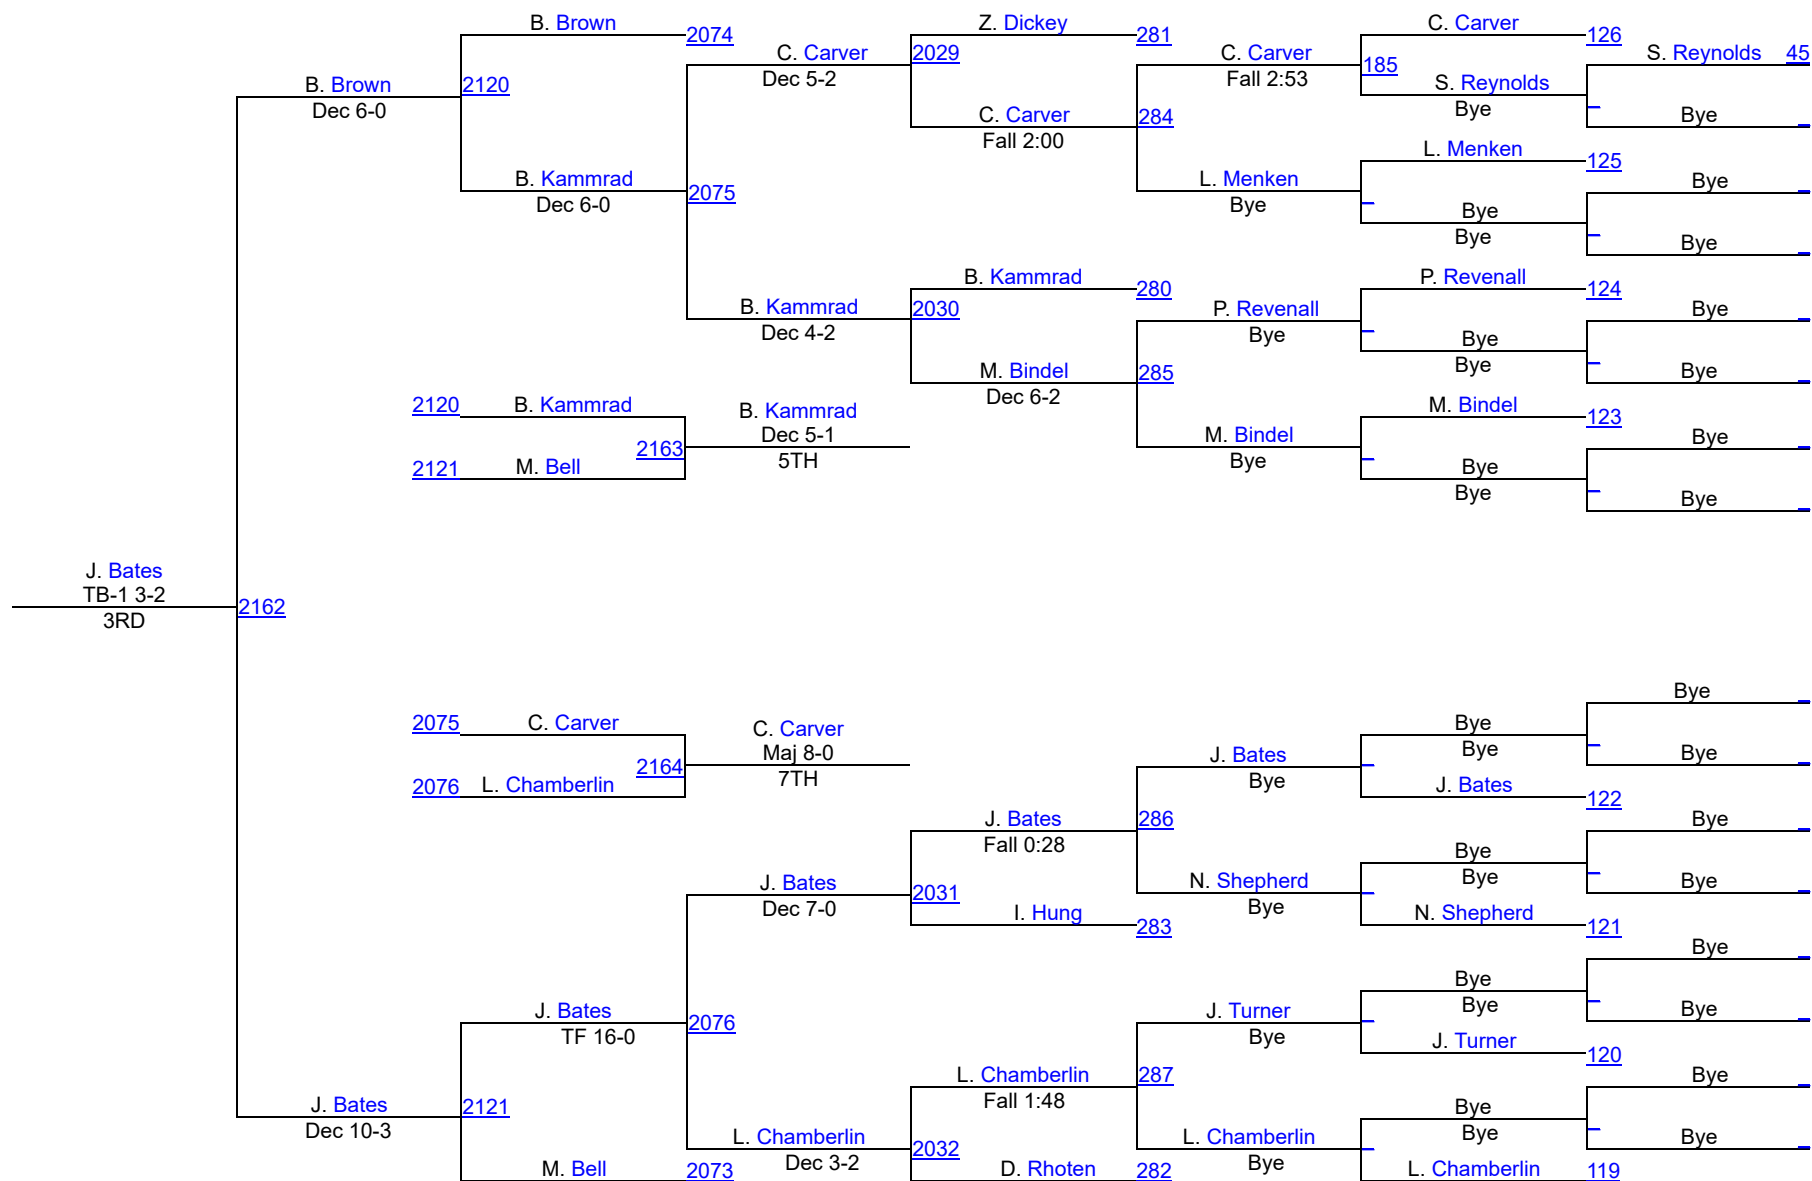 B. Brown
2074
Z. Dickey
281
C. Carver
126
C. Carver
Dec 5-2
2029
C. Carver
Fall 2:53
185
S. Reynolds
45
B. Brown
Dec 6-0
2120
S. Reynolds
Bye
C. Carver
Fall 2:00
284
Bye
L. Menken
125
B. Kammrad
Dec 6-0
2075
L. Menken
Bye
Bye
Bye
Bye
Bye
B. Kammrad
280
P. Revenall
124
B. Kammrad
Dec 4-2
2030
P. Revenall
Bye
Bye
Bye
Bye
M. Bindel
Dec 6-2
285
Bye
2120
B. Kammrad
B. Kammrad
Dec 5-1
5TH
M. Bindel
123
2163
M. Bindel
Bye
Bye
2121
M. Bell
Bye
Bye
Bye
J. Bates
TB-1 3-2
3RD
2162
Bye
2075
C. Carver
C. Carver
Maj 8-0
7TH
Bye
Bye
Bye
2164
J. Bates
Bye
2076
L. Chamberlin
J. Bates
122
J. Bates
Fall 0:28
286
Bye
Bye
Bye
J. Bates
Dec 7-0
2031
N. Shepherd
Bye
Bye
I. Hung
283
N. Shepherd
121
Bye
Bye
Bye
J. Bates
TF 16-0
2076
J. Turner
Bye
Bye
J. Turner
120
L. Chamberlin
Fall 1:48
287
Bye
J. Bates
Dec 10-3
2121
Bye
Bye
L. Chamberlin
Dec 3-2
2032
L. Chamberlin
Bye
Bye
M. Bell
2073
D. Rhoten
282
L. Chamberlin
119